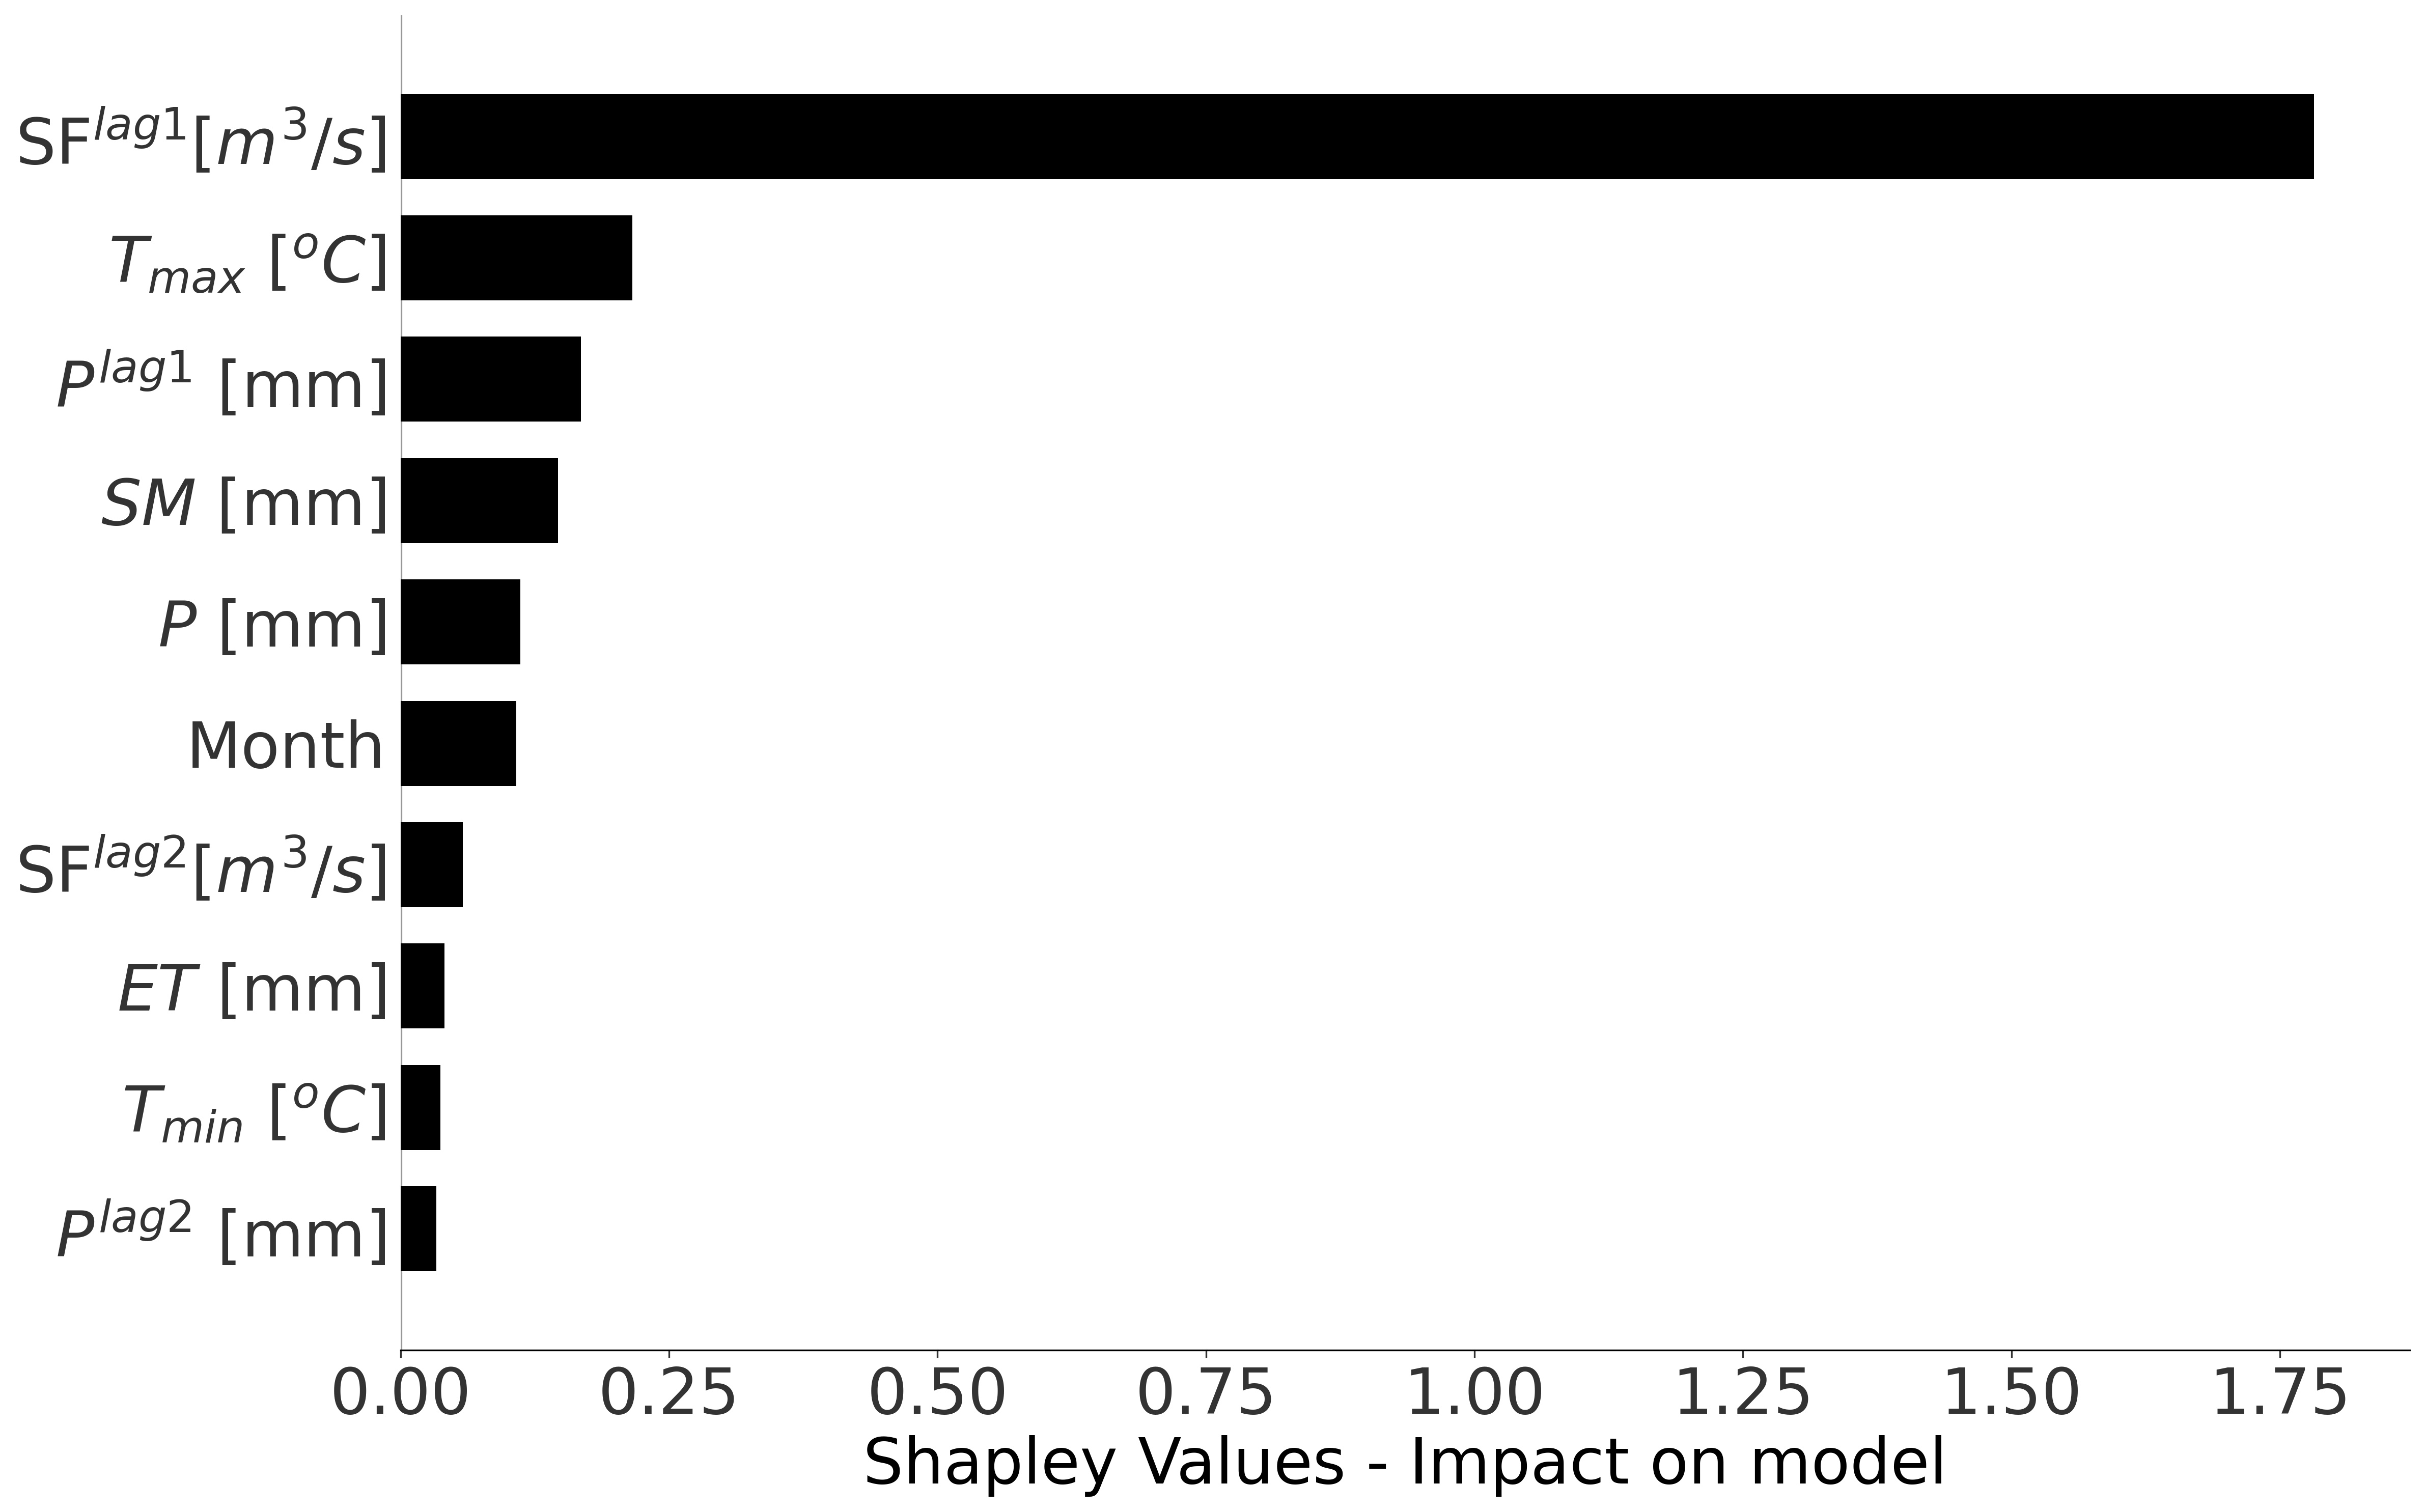 SF^lag1[m^3/s]
T_max [^oC]
P^lag1 [mm]
SM [mm]
P [mm]
Month
SF^lag2[m^3/s]
ET [mm]
T_min [^oC]
P^lag2 [mm]
0.00 0.25 0.50 0.75 1.00 1.25 1.50 1.75
Shapley Values - Impact on model